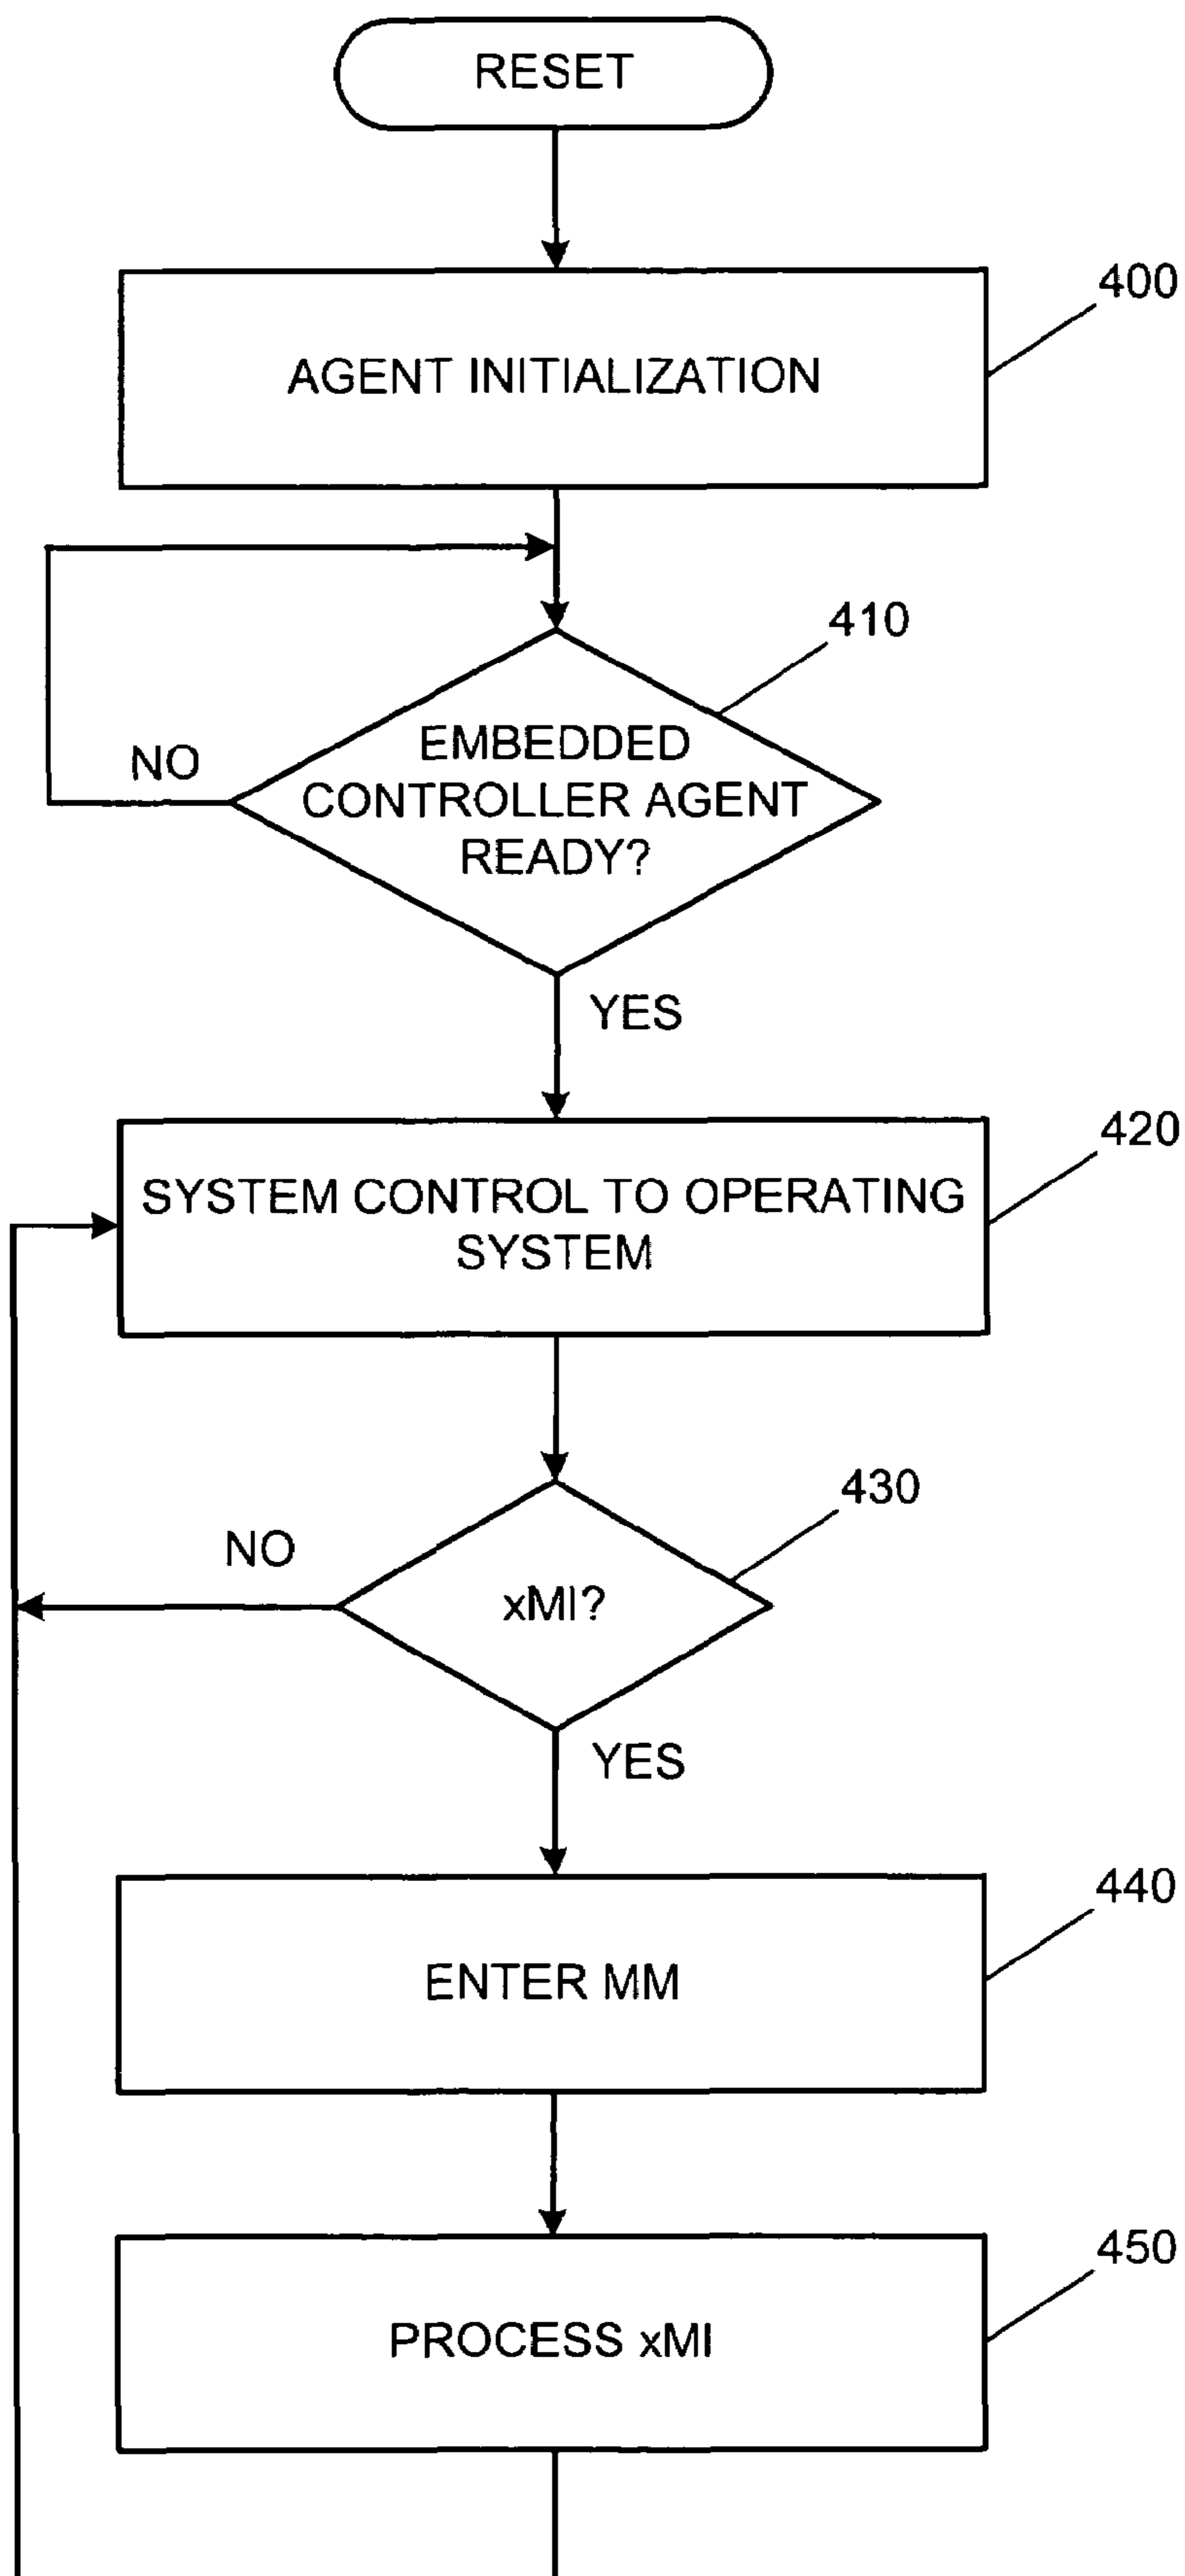 RESET
AGENT INITIALIZATION
400
410
EMBEDDED
CONTROLLER AGENT
READY?
NO
YES
SYSTEM CONTROL TO OPERATING
SYSTEM
420
430
NO
xMI?
YES
440
ENTER MM
450
PROCESS xMI